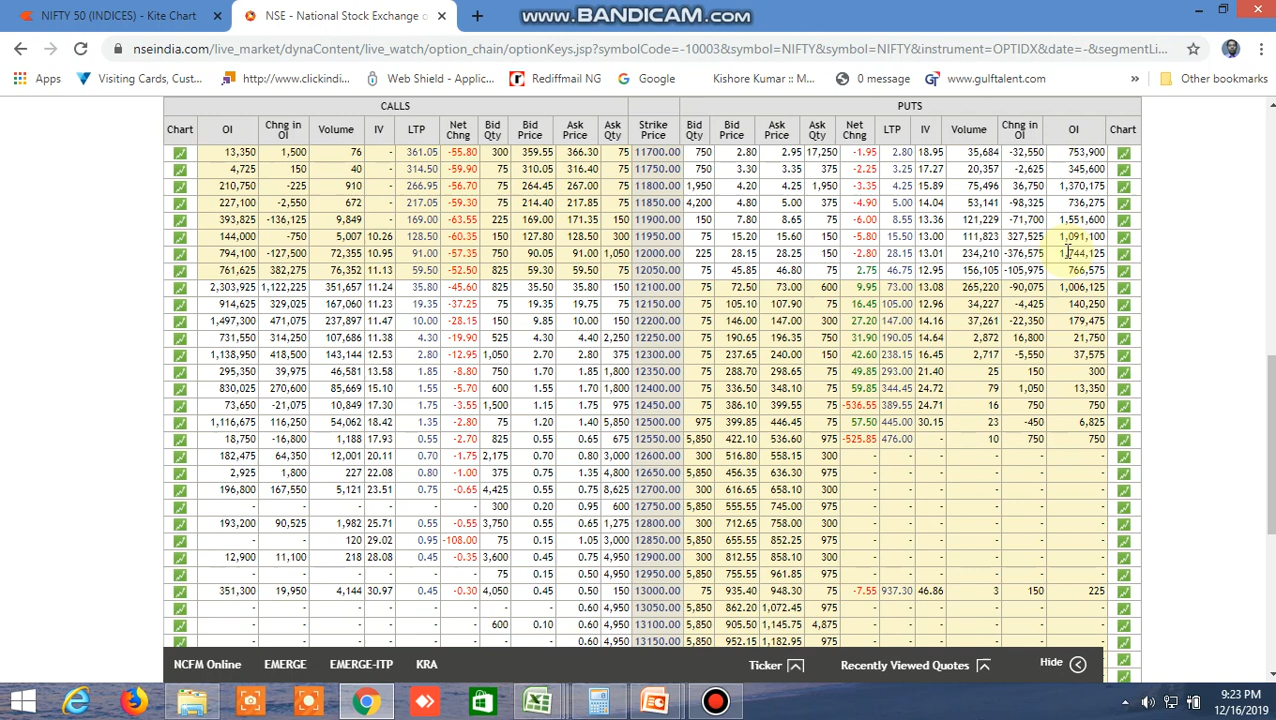 NIFTY 50 (INDICES) - Kite Chart
NSE - National Stock Exchange o
www.BANDICAM.com
nseindia.com/live_market/dynaContent/live_watch/option_chain/optionKeys.jsp?symbolCode=-10003&symbol=NIFTY&symbol=NIFTY&instrument=OPTIDX&date=-&segmentLi...
Apps Visiting Cards, Cust... http://www.clickindi... Web Shield - Applic... Rediffmail NG Google Kishore Kumar :: M... 0 message www.gulftalent.com » Other bookmarks
CALLS PUTS
Chart OI Chng in OI Volume IV LTP Net Chng Bid Qty Bid Price Ask Price Ask Qty Strike Price Bid Qty Bid Price Ask Price Ask Qty Net Chng LTP IV Volume Chng in OI OI Chart
13,350 1,500 76 - 361.05 -55.80 300 359.55 366.30 75 11700.00 750 2.80 2.95 17,250 -1.95 2.80 18.95 35,684 -32,550 753,900
4,725 150 40 - 314.50 -59.90 75 310.05 316.40 75 11750.00 750 3.30 3.35 375 -2.25 3.25 17.27 20,357 -2,625 345,600
210,750 -225 910 - 266.95 -56.70 75 264.45 267.00 75 11800.00 1,950 4.20 4.25 1,950 -3.35 4.25 15.89 75,496 36,750 1,370,175
227,100 -2,550 672 - 217.05 -59.30 75 214.40 217.85 75 11850.00 4,200 4.80 5.00 375 -4.90 5.00 14.04 53,141 -98,325 736,275
393,825 -136,125 9,849 - 169.00 -63.55 225 169.00 171.35 150 11900.00 150 7.80 8.65 75 -6.00 8.55 13.36 121,229 -71,700 1,551,600
144,000 -750 5,007 10.26 128.50 -60.35 150 127.80 128.50 300 11950.00 75 15.20 15.60 150 -5.80 15.50 13.00 111,823 327,525 1,091,100
794,100 -127,500 72,355 10.95 91.00 -57.35 750 90.05 91.00 1,050 12000.00 225 28.15 28.25 150 -2.80 28.15 13.01 234,210 -376,575 1,744,125
761,625 382,275 76,352 11.13 59.50 -52.50 825 59.30 59.50 75 12050.00 75 45.85 46.80 75 2.75 46.75 12.95 156,105 -105,975 766,575
2,303,925 1,122,225 351,657 11.24 35.80 -45.60 825 35.50 35.80 150 12100.00 75 72.50 73.00 600 9.95 73.00 13.08 265,220 -90,075 1,006,125
914,625 329,025 167,060 11.23 19.35 -37.25 75 19.35 19.75 75 12150.00 75 105.10 107.90 75 16.45 105.00 12.96 34,227 -4,425 140,250
1,497,300 471,075 237,897 11.47 10.00 -28.15 150 9.85 10.00 150 12200.00 75 146.00 147.00 300 27.20 147.00 14.16 37,261 -22,350 179,475
731,550 314,250 107,686 11.38 4.30 -19.90 525 4.30 4.40 2,250 12250.00 75 190.65 196.35 750 31.90 190.05 14.64 2,872 16,800 21,750
1,138,950 418,500 143,144 12.53 2.80 -12.95 1,050 2.70 2.80 375 12300.00 75 237.65 240.00 150 42.60 238.15 16.45 2,717 -5,550 37,575
295,350 39,975 46,581 13.58 1.85 -8.80 750 1.70 1.85 1,800 12350.00 75 288.70 298.65 75 49.85 293.00 21.40 25 150 300
830,025 270,600 85,669 15.10 1.55 -5.70 600 1.55 1.70 1,800 12400.00 75 336.50 348.10 75 59.85 344.45 24.72 79 1,050 13,350
73,650 -21,075 10,849 17.30 1.75 -3.55 1,500 1.15 1.75 975 12450.00 75 386.10 399.55 75 -536.55 389.55 24.71 16 750 750
1,116,675 116,250 54,062 18.42 1.35 -2.80 75 1.20 1.40 5,850 12500.00 975 399.85 446.45 75 57.50 445.00 30.15 23 -450 6,825
18,750 -16,800 1,188 17.93 0.55 -2.70 825 0.55 0.65 675 12550.00 5,850 422.10 536.60 975 -525.85 476.00 - 10 750 750
182,475 64,350 12,001 20.11 0.70 -1.75 2,175 0.70 0.80 3,000 12600.00 300 516.80 558.15 300 - - - - - -
2,925 1,800 227 22.08 0.80 -1.00 375 0.75 1.35 4,800 12650.00 5,850 456.35 636.30 975 - - - - - -
196,800 167,550 5,121 23.51 0.75 -0.65 4,425 0.55 0.75 8,625 12700.00 300 616.65 658.10 300 - - - - - -
- - - - - - 300 0.20 0.95 600 12750.00 5,850 555.55 745.00 975 - - - - - -
193,200 90,525 1,982 25.71 0.55 -0.55 3,750 0.55 0.65 1,275 12800.00 300 712.65 758.00 300 - - - - - -
- - 120 29.02 0.95 -108.00 75 0.15 1.05 3,000 12850.00 5,850 655.55 852.25 975 - - - - - -
12,900 11,100 218 28.08 0.45 -0.35 3,600 0.45 0.75 4,950 12900.00 300 812.55 858.10 300 - - - - - -
- - - - - - 75 0.15 0.50 4,950 12950.00 5,850 755.55 961.85 975 - - - - - -
351,300 19,950 4,144 30.97 0.45 -0.30 4,050 0.45 0.50 150 13000.00 75 935.40 948.30 75 -7.55 937.30 46.86 3 150 225
- - - - - - - - 0.60 4,950 13050.00 5,850 862.20 1,072.45 975 - - - - - -
- - - - - - 600 0.10 0.60 4,950 13100.00 5,850 905.50 1,145.75 4,875 - - - - - -
- - - - - - - - 0.60 4,950 13150.00 5,850 952.15 1,182.95 975 - - - - - -
NCFM Online EMERGE EMERGE-ITP KRA Ticker Recently Viewed Quotes Hide
9:23 PM
12/16/2019